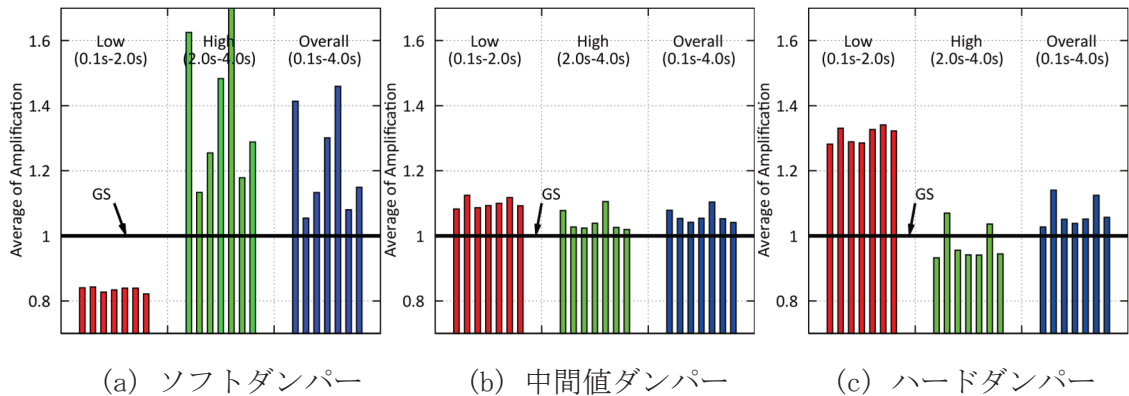 Average of Amplification
1.6
1.4
1.2
1
0.8
Low
(0.1s-2.0s)
High
(2.0s-4.0s)
Overall
(0.1s-4.0s)
GS
(a) ソフトダンパー
Average of Amplification
1.6
1.4
1.2
1
0.8
Low
(0.1s-2.0s)
High
(2.0s-4.0s)
Overall
(0.1s-4.0s)
GS
(b) 中間値ダンパー
Average of Amplification
1.6
1.4
1.2
1
0.8
Low
(0.1s-2.0s)
High
(2.0s-4.0s)
Overall
(0.1s-4.0s)
GS
(c) ハードダンパー